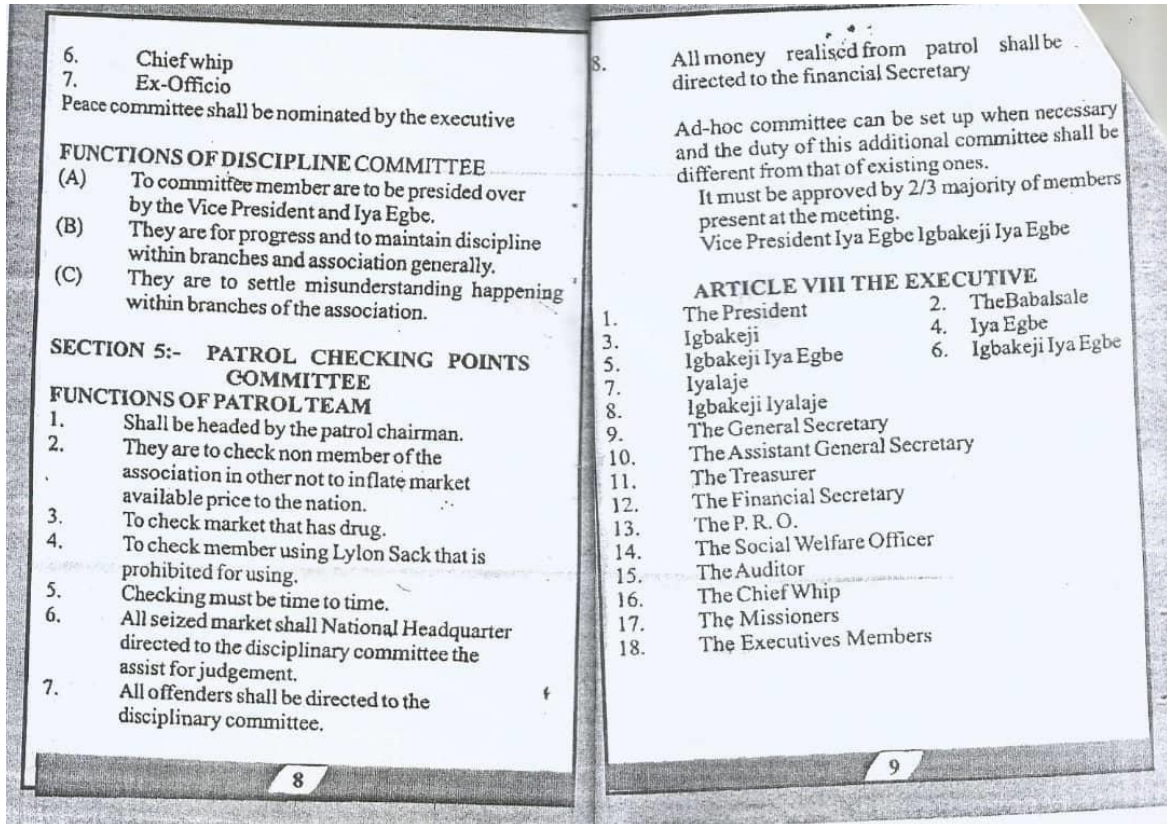 6. Chief whip
7. Ex-Officio
Peace committee shall be nominated by the executive
FUNCTIONS OF DISCIPLINE COMMITTEE
(A) To committee member are to be presided over
by the Vice President and Iya Egbe.
(B) They are for progress and to maintain discipline
within branches and association generally.
(C) They are to settle misunderstanding happening
within branches of the association.
SECTION 5:- PATROL CHECKING POINTS
COMMITTEE
FUNCTIONS OF PATROL TEAM
1. Shall be headed by the patrol chairman.
2. They are to check non member of the
association in other not to inflate market
available price to the nation.
3. To check market that has drug.
4. To check member using Lylon Sack that is
prohibited for using.
5. Checking must be time to time.
6. All seized market shall National Headquarter
directed to the disciplinary committee the
assist for judgement.
7. All offenders shall be directed to the
disciplinary committee.
8
8. All money realised from patrol shall be
directed to the financial Secretary
Ad-hoc committee can be set up when necessary
and the duty of this additional committee shall be
different from that of existing ones.
It must be approved by 2/3 majority of members
present at the meeting.
Vice President Iya Egbe Igbakeji Iya Egbe
ARTICLE VIII THE EXECUTIVE
1. The President 2. TheBabalsale
3. Igbakeji 4. Iya Egbe
5. Igbakeji Iya Egbe 6. Igbakeji Iya Egbe
7. Iyalaje
8. Igbakeji Iyalaje
9. The General Secretary
10. The Assistant General Secretary
11. The Treasurer
12. The Financial Secretary
13. The P. R. O.
14. The Social Welfare Officer
15. The Auditor
16. The Chief Whip
17. The Missioners
18. The Executives Members
9